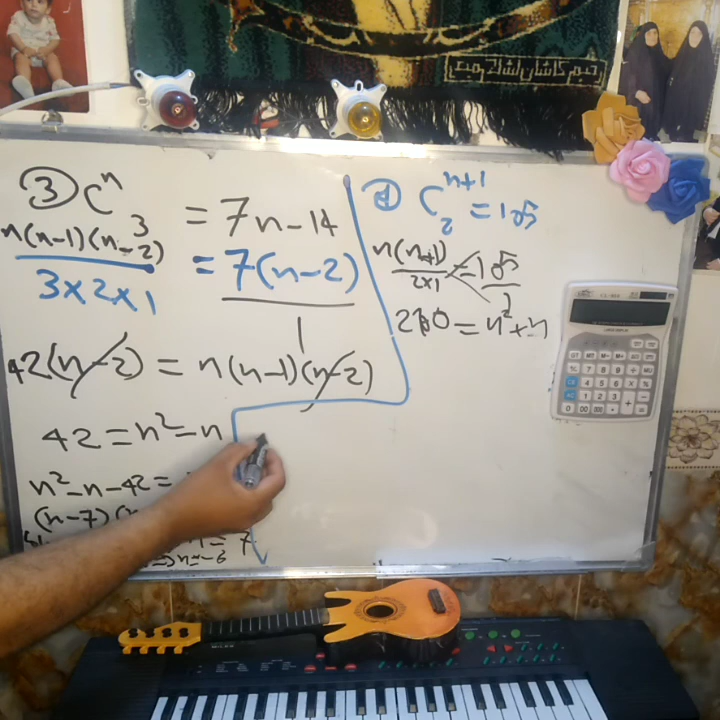 ③ C^n_3 = 7n-14
n(n-1)(n-2) / 3×2×1 = 7(n-2) / 1
42(n-2) = n(n-1)(n-2)
42 = n² - n
n² - n - 42 =
(n-7)(n
= 7
⇒ n = -6
④ C^{n+1}_2 = 105
n(n+1) / 2×1 = 105 / 1
210 = n² + n